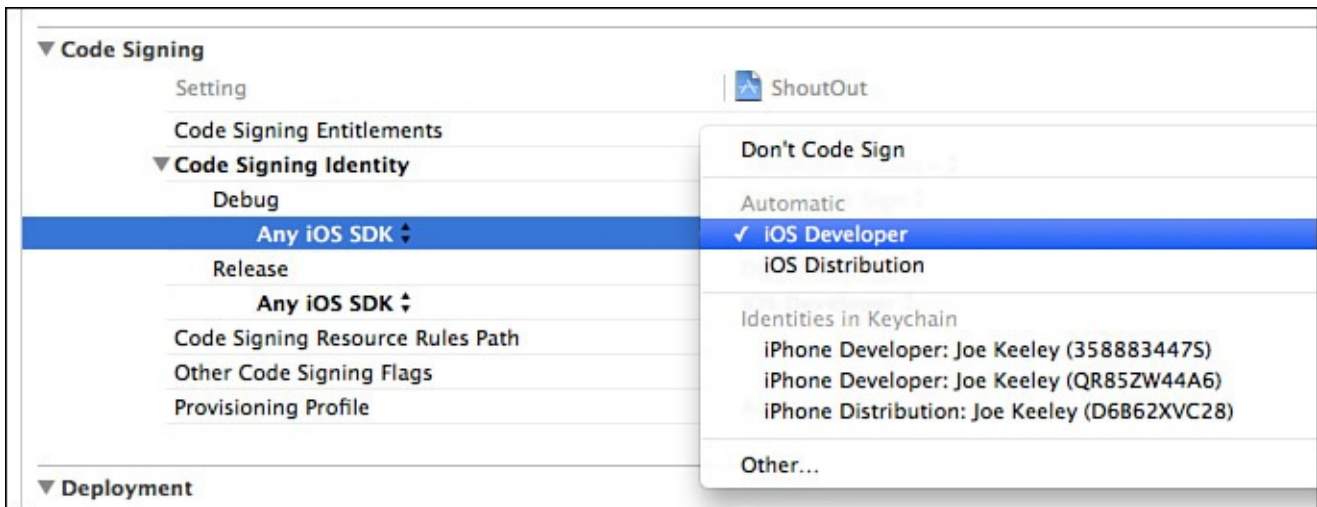 Code Signing
Setting
ShoutOut
Code Signing Entitlements
Code Signing Identity
Debug
Any iOS SDK
Release
Any iOS SDK
Code Signing Resource Rules Path
Other Code Signing Flags
Provisioning Profile
Don't Code Sign
Automatic
✓ iOS Developer
iOS Distribution
Identities in Keychain
iPhone Developer: Joe Keeley (358883447S)
iPhone Developer: Joe Keeley (QR85ZW44A6)
iPhone Distribution: Joe Keeley (D6B62XVC28)
Other...
Deployment